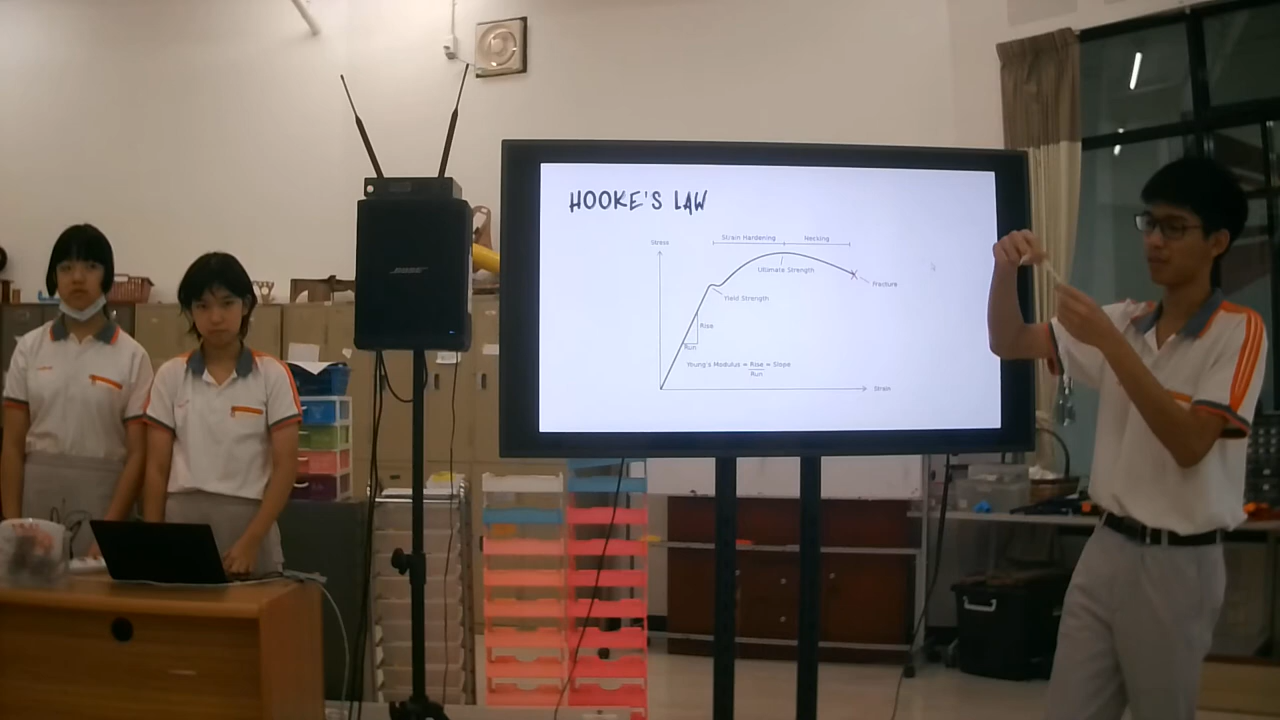 HOOKE'S LAW
Strain Hardening
Necking
Stress
Ultimate Strength
Fracture
Yield Strength
Rise
Run
Young's Modulus = Rise = Slope
Run
Strain
BOSE